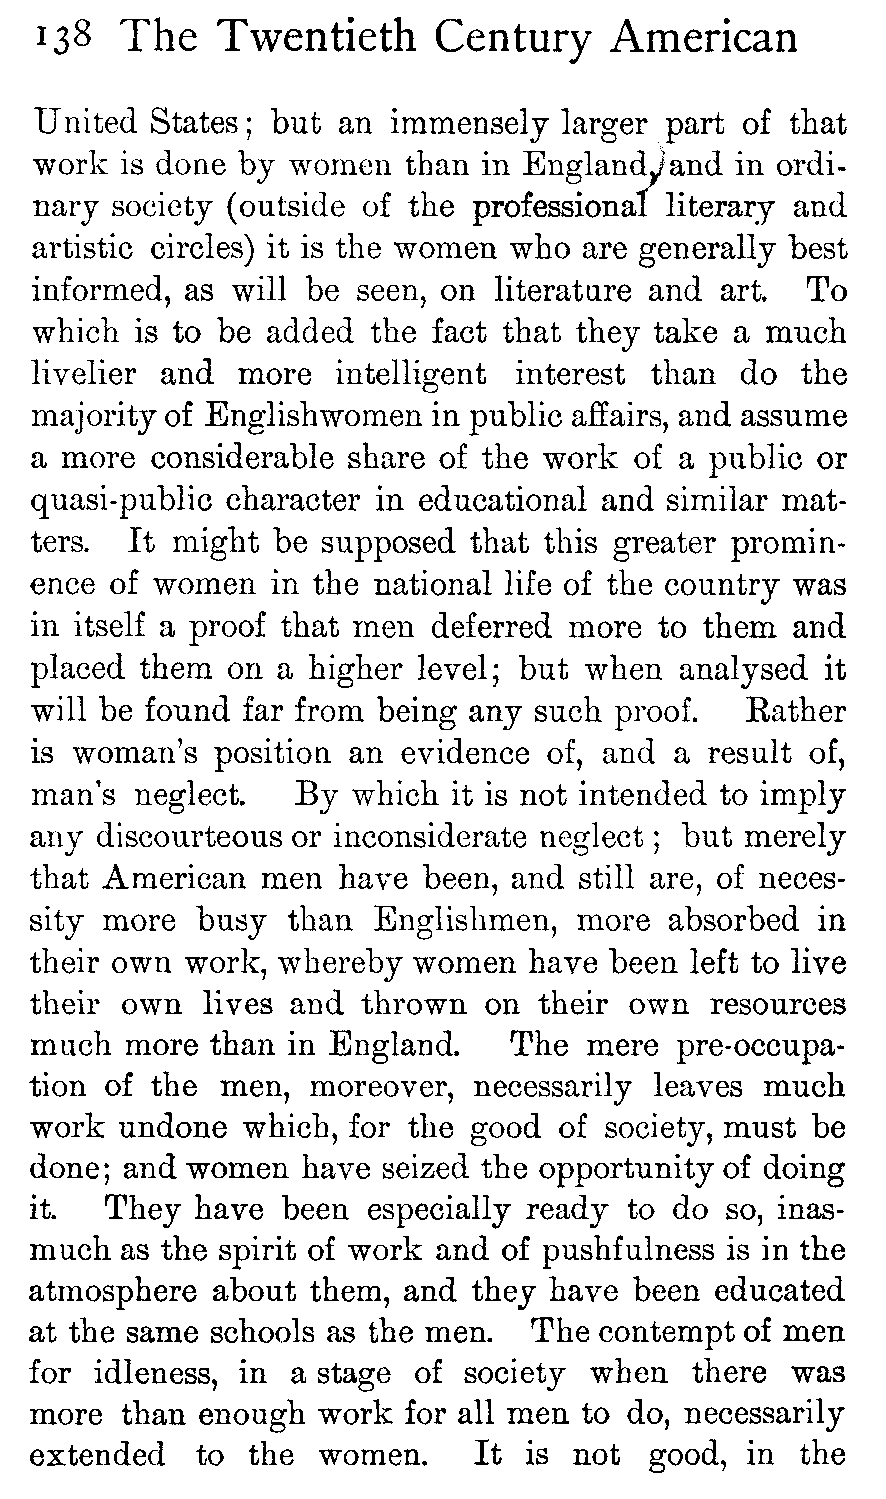 138 The Twentieth Century American
United States; but an immensely larger part of that
work is done by women than in England, and in ordi-
nary society (outside of the professional literary and
artistic circles) it is the women who are generally best
informed, as will be seen, on literature and art. To
which is to be added the fact that they take a much
livelier and more intelligent interest than do the
majority of Englishwomen in public affairs, and assume
a more considerable share of the work of a public or
quasi-public character in educational and similar mat-
ters. It might be supposed that this greater promin-
ence of women in the national life of the country was
in itself a proof that men deferred more to them and
placed them on a higher level; but when analysed it
will be found far from being any such proof. Rather
is woman's position an evidence of, and a result of,
man's neglect. By which it is not intended to imply
any discourteous or inconsiderate neglect; but merely
that American men have been, and still are, of neces-
sity more busy than Englishmen, more absorbed in
their own work, whereby women have been left to live
their own lives and thrown on their own resources
much more than in England. The mere pre-occupa-
tion of the men, moreover, necessarily leaves much
work undone which, for the good of society, must be
done; and women have seized the opportunity of doing
it. They have been especially ready to do so, inas-
much as the spirit of work and of pushfulness is in the
atmosphere about them, and they have been educated
at the same schools as the men. The contempt of men
for idleness, in a stage of society when there was
more than enough work for all men to do, necessarily
extended to the women. It is not good, in the